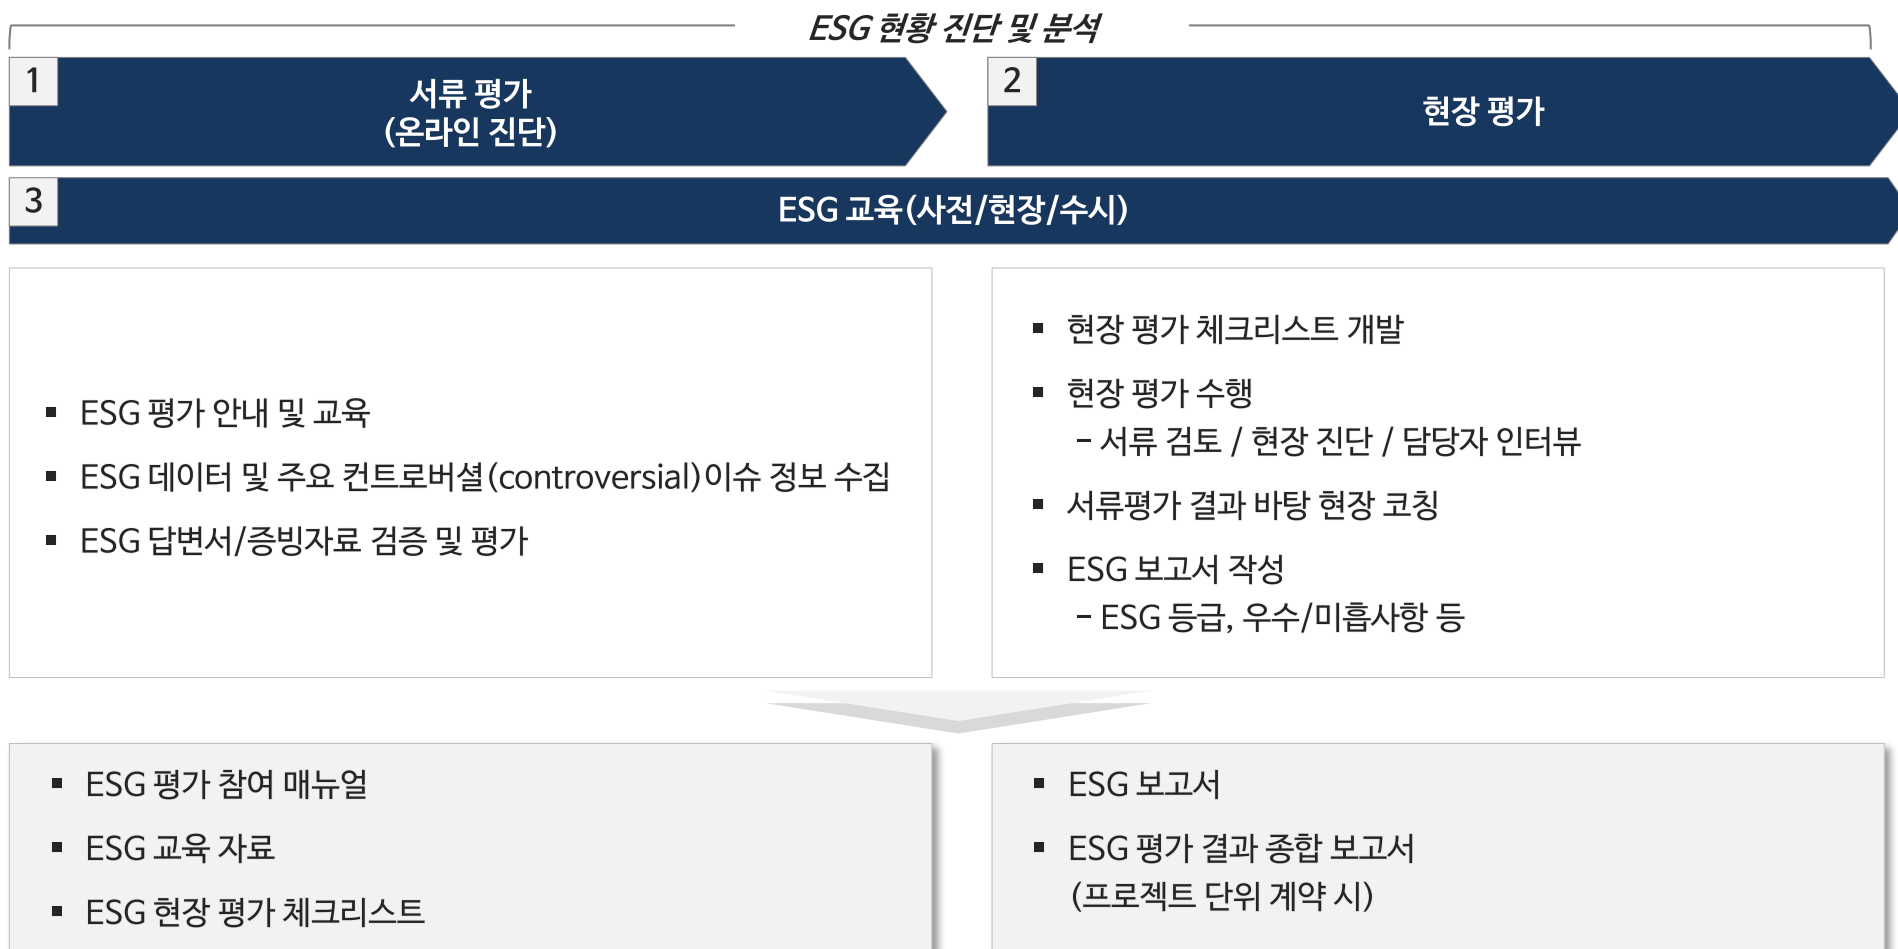 ESG 현황 진단 및 분석
1
서류 평가
(온라인 진단)
2
현장 평가
3
ESG 교육(사전/현장/수시)
▪ ESG 평가 안내 및 교육
▪ ESG 데이터 및 주요 컨트로버셜(controversial)이슈 정보 수집
▪ ESG 답변서/증빙자료 검증 및 평가
▪ 현장 평가 체크리스트 개발
▪ 현장 평가 수행
– 서류 검토 / 현장 진단 / 담당자 인터뷰
▪ 서류평가 결과 바탕 현장 코칭
▪ ESG 보고서 작성
– ESG 등급, 우수/미흡사항 등
▪ ESG 평가 참여 매뉴얼
▪ ESG 교육 자료
▪ ESG 현장 평가 체크리스트
▪ ESG 보고서
▪ ESG 평가 결과 종합 보고서
(프로젝트 단위 계약 시)